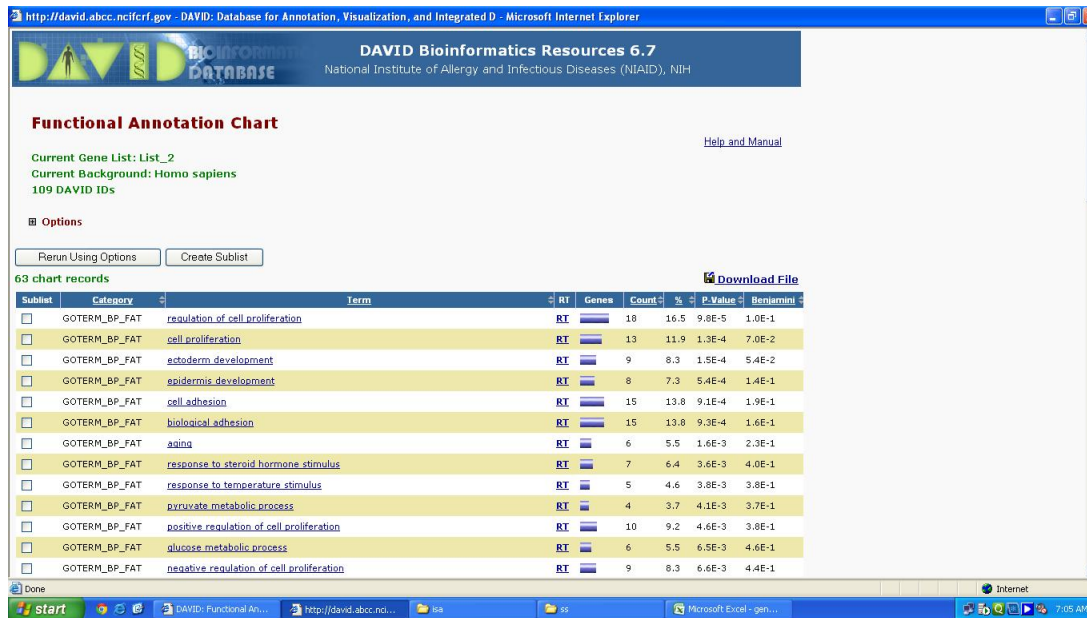 http://david.abcc.ncifcrf.gov - DAVID: Database for Annotation, Visualization, and Integrated D - Microsoft Internet Explorer
DAVID
BIOINFORMATI
DATABASE
DAVID Bioinformatics Resources 6.7
National Institute of Allergy and Infectious Diseases (NIAID), NIH
Functional Annotation Chart
Help and Manual
Current Gene List: List_2
Current Background: Homo sapiens
109 DAVID IDs
Options
Rerun Using Options Create Sublist
63 chart records Download File
Sublist Category Term RT Genes Count % P-Value Benjamini
GOTERM_BP_FAT regulation of cell proliferation RT 18 16.5 9.8E-5 1.0E-1
GOTERM_BP_FAT cell proliferation RT 13 11.9 1.3E-4 7.0E-2
GOTERM_BP_FAT ectoderm development RT 9 8.3 1.5E-4 5.4E-2
GOTERM_BP_FAT epidermis development RT 8 7.3 5.4E-4 1.4E-1
GOTERM_BP_FAT cell adhesion RT 15 13.8 9.1E-4 1.9E-1
GOTERM_BP_FAT biological adhesion RT 15 13.8 9.3E-4 1.6E-1
GOTERM_BP_FAT aging RT 6 5.5 1.6E-3 2.3E-1
GOTERM_BP_FAT response to steroid hormone stimulus RT 7 6.4 3.6E-3 4.0E-1
GOTERM_BP_FAT response to temperature stimulus RT 5 4.6 3.8E-3 3.8E-1
GOTERM_BP_FAT pyruvate metabolic process RT 4 3.7 4.1E-3 3.7E-1
GOTERM_BP_FAT positive regulation of cell proliferation RT 10 9.2 4.6E-3 3.8E-1
GOTERM_BP_FAT glucose metabolic process RT 6 5.5 6.5E-3 4.6E-1
GOTERM_BP_FAT negative regulation of cell proliferation RT 9 8.3 6.6E-3 4.4E-1
Done Internet
start DAVID: Functional An... http://david.abcc.nci... isa ss Microsoft Excel - gen... 7:05 AM